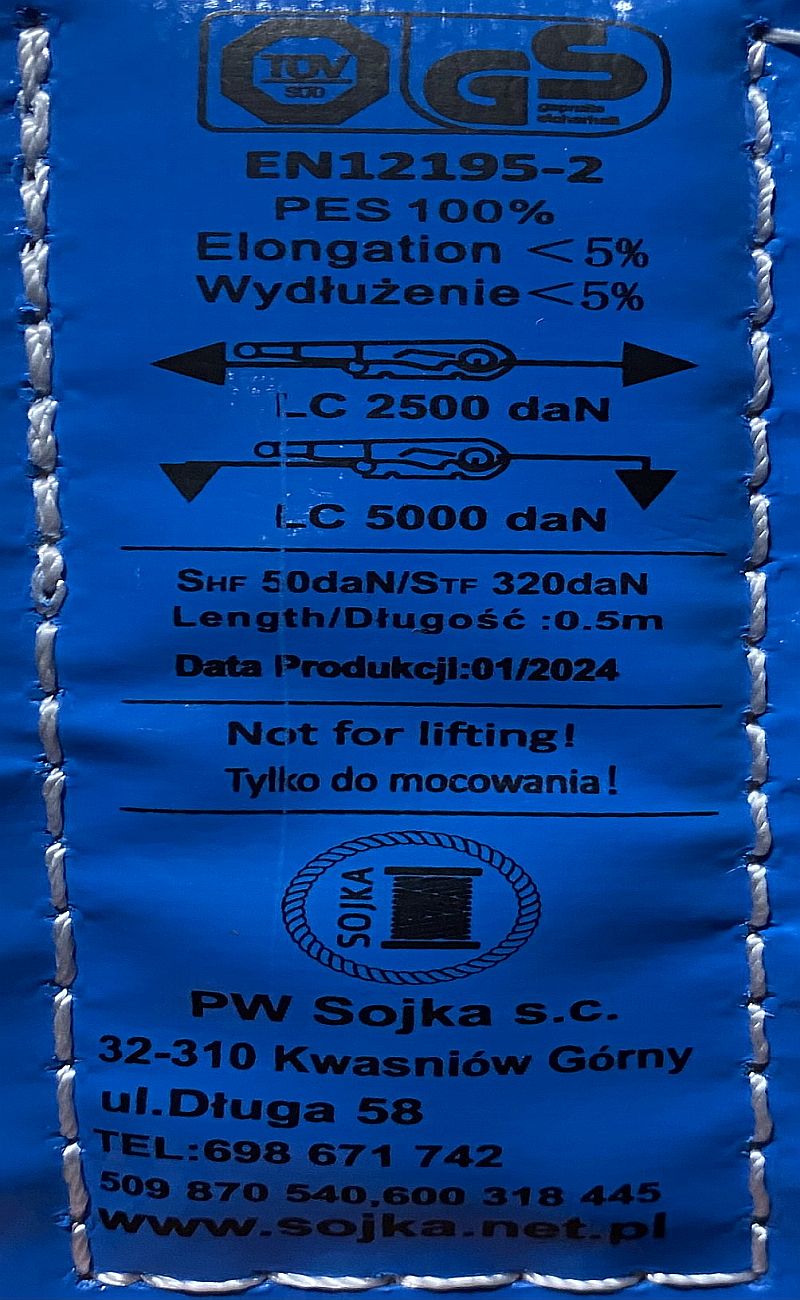 TÜV
SÜD
GS
geprüfte
Sicherheit
EN12195-2
PES 100%
Elongation <5%
Wydłużenie<5%
LC 2500 daN
LC 5000 daN
SHF 50daN/STF 320daN
Length/Długość :0.5m
Data Produkcji:01/2024
Not for lifting!
Tylko do mocowania!
SOJKA
PW Sojka s.c.
32-310 Kwasniów Górny
ul.Długa 58
TEL:698 671 742
509 870 540,600 318 445
www.sojka.net.pl